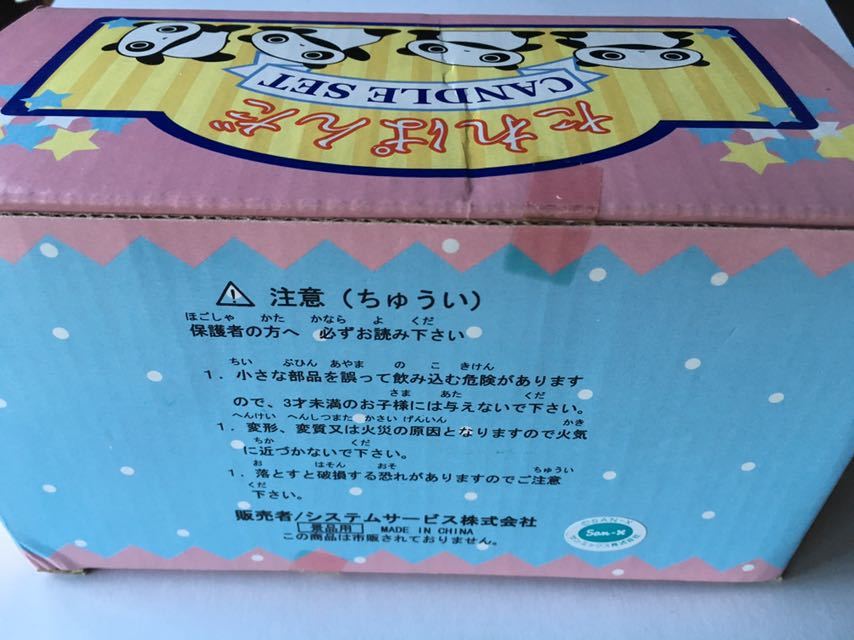 たれぱんだ
CANDLE SET
注意(ちゅうい)
ほごしゃ かた かなら よ くだ
保護者の方へ 必ずお読み下さい
ちい ぶひん あやま の こ きけん
1. 小さな部品を誤って飲み込む危険があります
さま あた くだ
ので、3才未満のお子様には与えないで下さい。
へんけい へんしつまた かさい げんいん かき
1. 変形、変質又は火災の原因となりますので火気
ちか くだ
に近づかないで下さい。
お はそん おそ ちゅうい
1. 落とすと破損する恐れがありますのでご注意
くだ
下さい。
販売者/システムサービス株式会社
景品用 MADE IN CHINA
この商品は市販されておりません。
©SAN-X
San-X
サンエックス株式会社